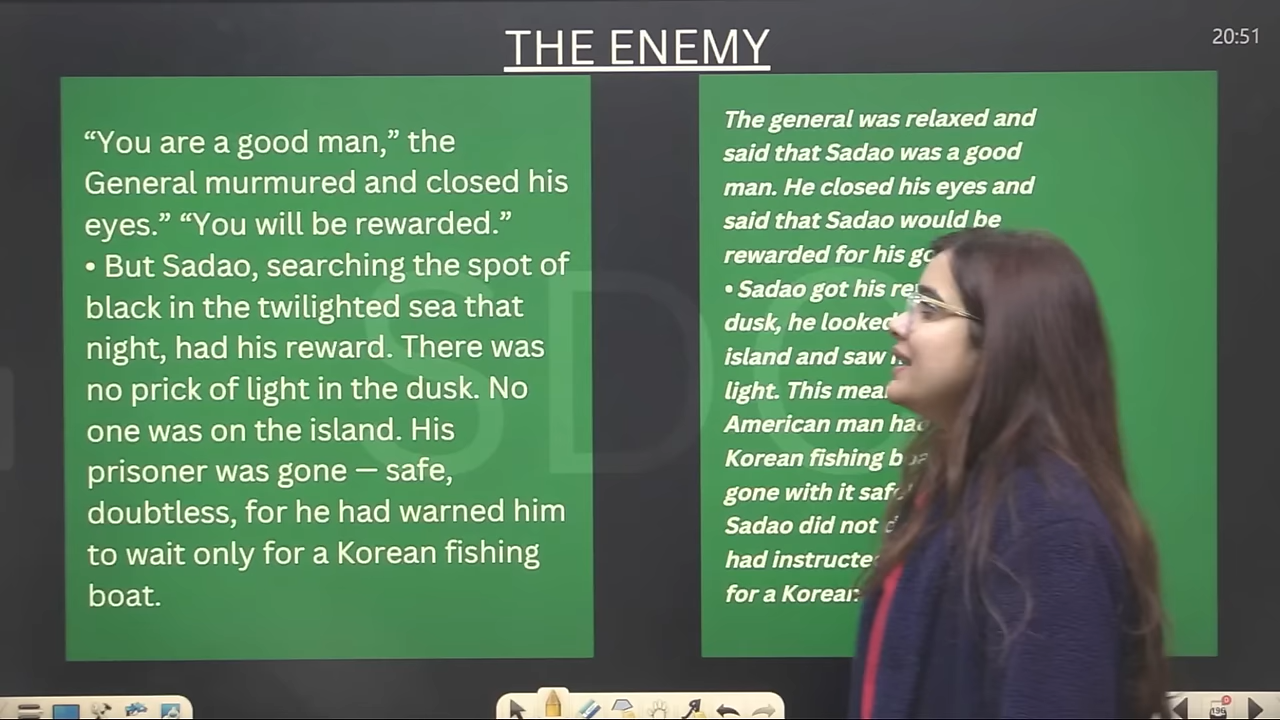 THE ENEMY
20:51
“You are a good man,” the
General murmured and closed his
eyes.” “You will be rewarded.”
• But Sadao, searching the spot of
black in the twilighted sea that
night, had his reward. There was
no prick of light in the dusk. No
one was on the island. His
prisoner was gone — safe,
doubtless, for he had warned him
to wait only for a Korean fishing
boat.
The general was relaxed and
said that Sadao was a good
man. He closed his eyes and
said that Sadao would be
rewarded for his
• Sadao got his
dusk, he looked
island and saw
light. This
American man
Korean fishing
gone with it
Sadao did not
had
for a Korean
SDC
196